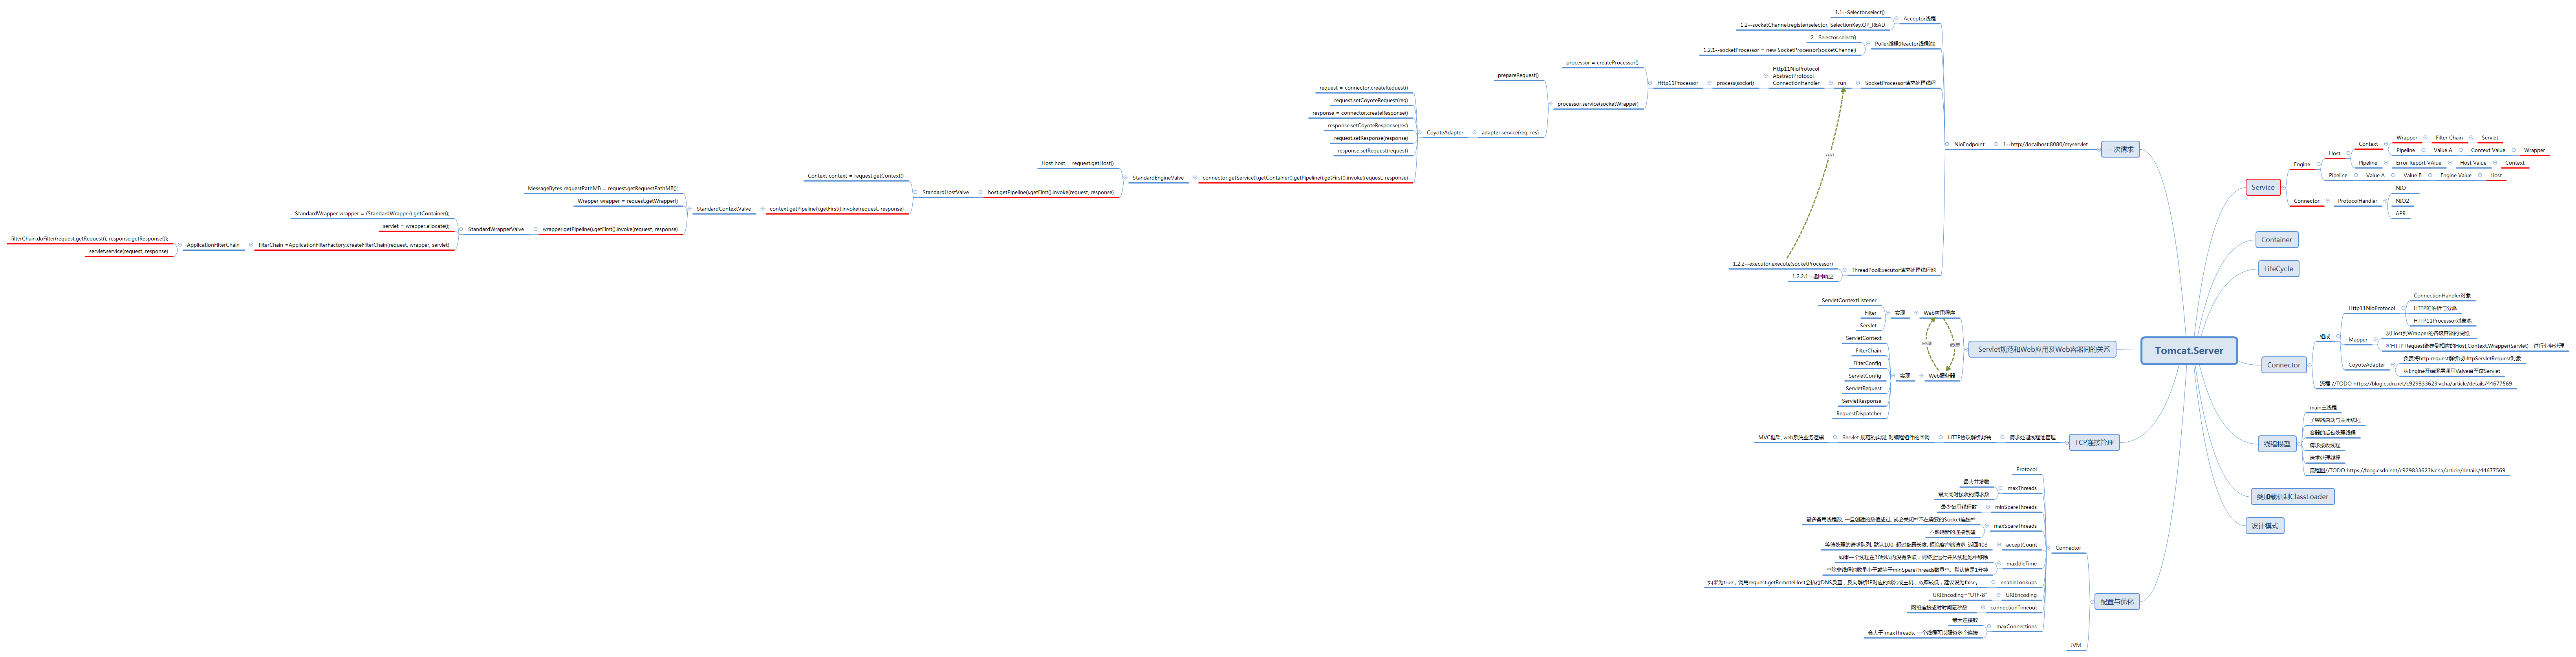 Tomcat.Server
一次请求
1--http://localhost:8080/myservlet
NioEndpoint
Acceptor线程
1.1--Selector.select()
1.2--socketChannel.register(selector, SelectionKey.OP_READ
Poller线程(Reactor线程池)
2--Selector.select()
1.2.1--socketProcessor = new SocketProcessor(socketChannel)
SocketProcessor请求处理线程
run
Http11NioProtocol
AbstractProtocol
ConnectionHandler
process(socket)
Http11Processor
processor = createProcessor()
processor.service(socketWrapper)
prepareRequest()
adapter.service(req, res)
CoyoteAdapter
request = connector.createRequest()
request.setCoyoteRequest(req)
response = connector.createResponse()
response.setCoyoteResponse(res)
request.setResponse(response)
response.setRequest(request)
connector.getService().getContainer().getPipeline().getFirst().invoke(request, response)
StandardEngineValve
Host host = request.getHost()
host.getPipeline().getFirst().invoke(request, response)
StandardHostValve
Context context = request.getContext()
context.getPipeline().getFirst().invoke(request, response)
StandardContextValve
MessageBytes requestPathMB = request.getRequestPathMB();
Wrapper wrapper = request.getWrapper()
wrapper.getPipeline().getFirst().invoke(request, response)
StandardWrapperValve
StandardWrapper wrapper = (StandardWrapper) getContainer();
servlet = wrapper.allocate();
filterChain =ApplicationFilterFactory.createFilterChain(request, wrapper, servlet)
ApplicationFilterChain
filterChain.doFilter(request.getRequest(), response.getResponse());
servlet.service(request, response)
run
ThreadPoolExecutor请求处理线程池
1.2.2--executor.execute(socketProcessor)
1.2.2.1--返回响应
Servlet规范和Web应用及Web容器间的关系
Web应用程序
实现
ServletContextListener
Filter
Servlet
回调
部署
Web服务器
实现
ServletContext
FilterChain
FilterConfig
ServletConfig
ServletRequest
ServletResponse
RequestDispatcher
TCP连接管理
请求处理线程池管理
HTTP协议解析封装
Servlet 规范的实现, 对编程组件的回调
MVC框架, web系统业务逻辑
配置与优化
Connector
Protocol
maxThreads
最大并发数
最大同时接收的请求数
minSpareThreads
最少备用线程数
maxSpareThreads
最多备用线程数, 一旦创建的数值超过, 就会关闭**不在需要的Socket连接**
不影响新的连接创建
acceptCount
等待处理的请求队列, 默认100; 超过配置长度, 拒绝客户端请求, 返回403
maxIdleTime
如果一个线程在30秒以内没有活跃，则终止运行并从线程池中移除
**除非线程池数量小于或等于minSpareThreads数量**。默认值是1分钟
enableLookups
如果为true，调用request.getRemoteHost会执行DNS反查，反向解析IP对应的域名或主机，效率较低，建议设为false。
URIEncoding
URIEncoding="UTF-8"
connectionTimeout
网络连接超时时间毫秒数
maxConnections
最大连接数
会大于 maxThreads, 一个线程可以服务多个连接
JVM
Service
Engine
Host
Context
Wrapper
Filter Chain
Servlet
Pipeline
Value A
Context Value
Wrapper
Pipeline
Error Report VAlue
Host Value
Context
Pipeline
Value A
Value B
Engine Value
Host
Connector
ProtocolHandler
NIO
NIO2
APR
Container
LifeCycle
Connector
组成
Http11NioProtocol
ConnectionHandler对象
HTTP的解析与分派
HTTP11Processor对象池
Mapper
从Host到Wrapper的各级容器的快照,
将HTTP Request绑定到相应的Host,Context,Wrapper(Servlet)，进行业务处理
CoyoteAdapter
负责将http request解析成HttpServletRequest对象
从Engine开始逐层调用Valve直至该Servlet
流程 //TODO https://blog.csdn.net/c929833623lvcha/article/details/44677569
线程模型
main主线程
子容器启动与关闭线程
容器的后台处理线程
请求接收线程
请求处理线程
流程图//TODO https://blog.csdn.net/c929833623lvcha/article/details/44677569
类加载机制ClassLoader
设计模式